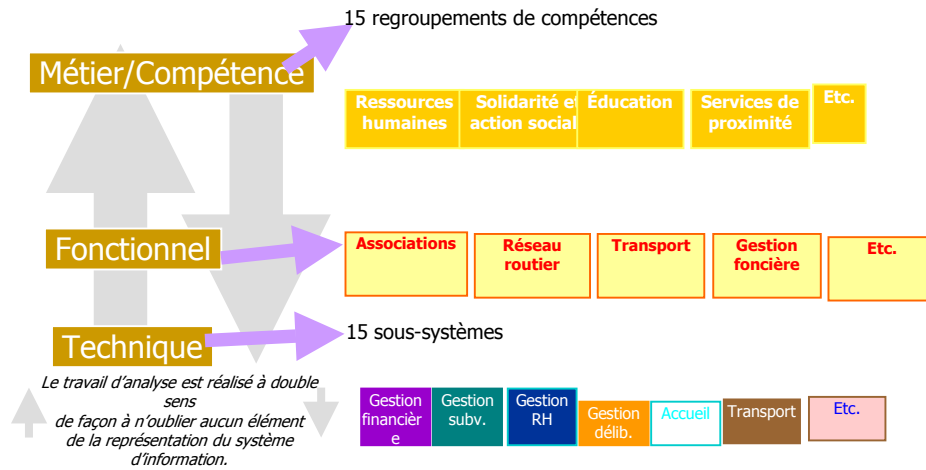 15 regroupements de compétences
Métier/Compétence
Ressources
humaines
Solidarité et
action social
Éducation
Services de
proximité
Etc.
Fonctionnel
Associations
Réseau
routier
Transport
Gestion
foncière
Etc.
15 sous-systèmes
Technique
Le travail d'analyse est réalisé à double
sens
de façon à n'oublier aucun élément
de la représentation du système
d'information.
Gestion
financièr
e
Gestion
subv.
Gestion
RH
Gestion
délib.
Accueil
Transport
Etc.